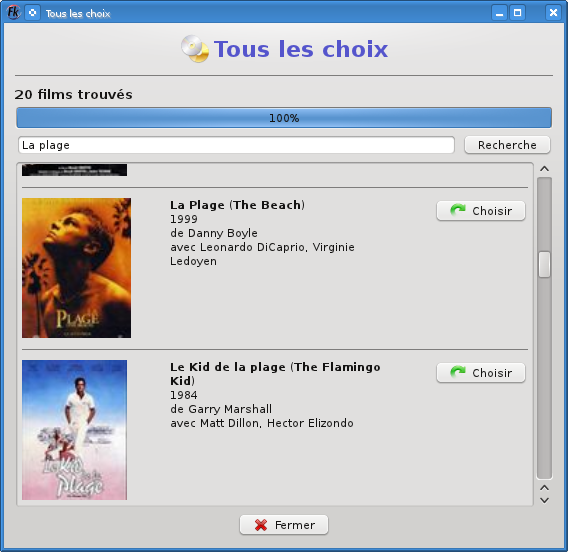 Tous les choix
Tous les choix
20 films trouvés
100%
La plage
Recherche
La Plage (The Beach)
1999
de Danny Boyle
avec Leonardo DiCaprio, Virginie
Ledoyen
Choisir
PLAGE
Le Kid de la plage (The Flamingo
Kid)
1984
de Garry Marshall
avec Matt Dillon, Hector Elizondo
Choisir
Le Kid
de la
Plage
Fermer